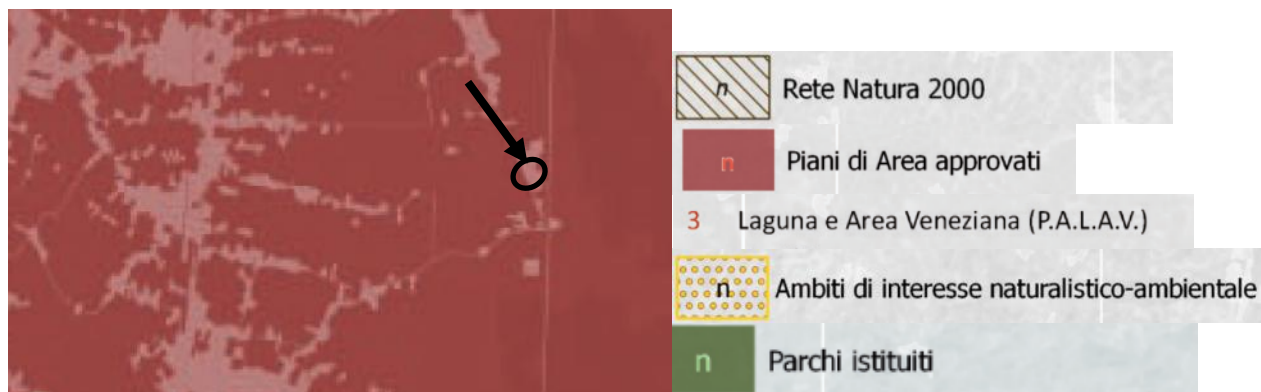 n Rete Natura 2000
n Piani di Area approvati
3 Laguna e Area Veneziana (P.A.L.A.V.)
n Ambiti di interesse naturalistico-ambientale
n Parchi istituiti